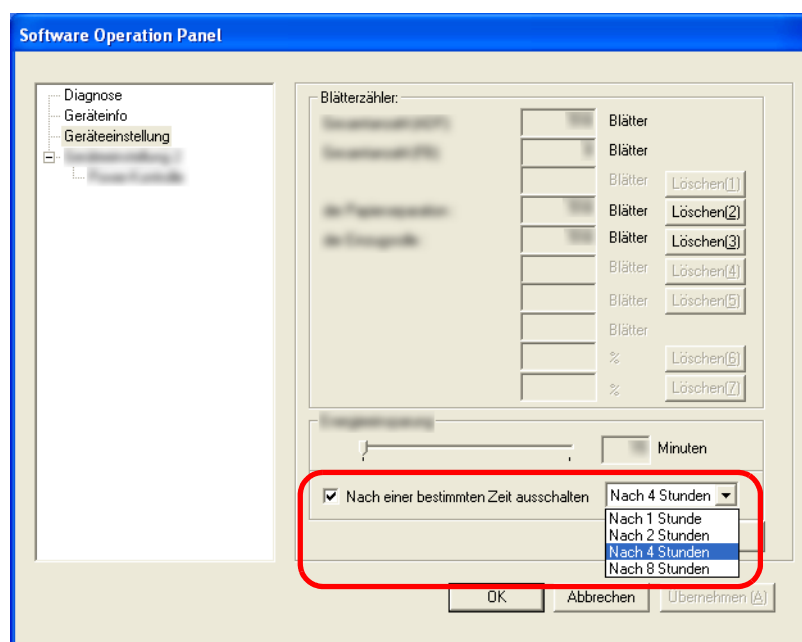 Software Operation Panel
Diagnose
Geräteinfo
Geräteeinstellung
Blätterzähler:
Blätter
Blätter
Blätter Löschen(1)
Blätter Löschen(2)
Blätter Löschen(3)
Blätter Löschen(4)
Blätter Löschen(5)
Blätter
% Löschen(6)
% Löschen(7)
Minuten
Nach einer bestimmten Zeit ausschalten Nach 4 Stunden
Nach 1 Stunde
Nach 2 Stunden
Nach 4 Stunden
Nach 8 Stunden
OK Abbrechen Übernehmen (A)